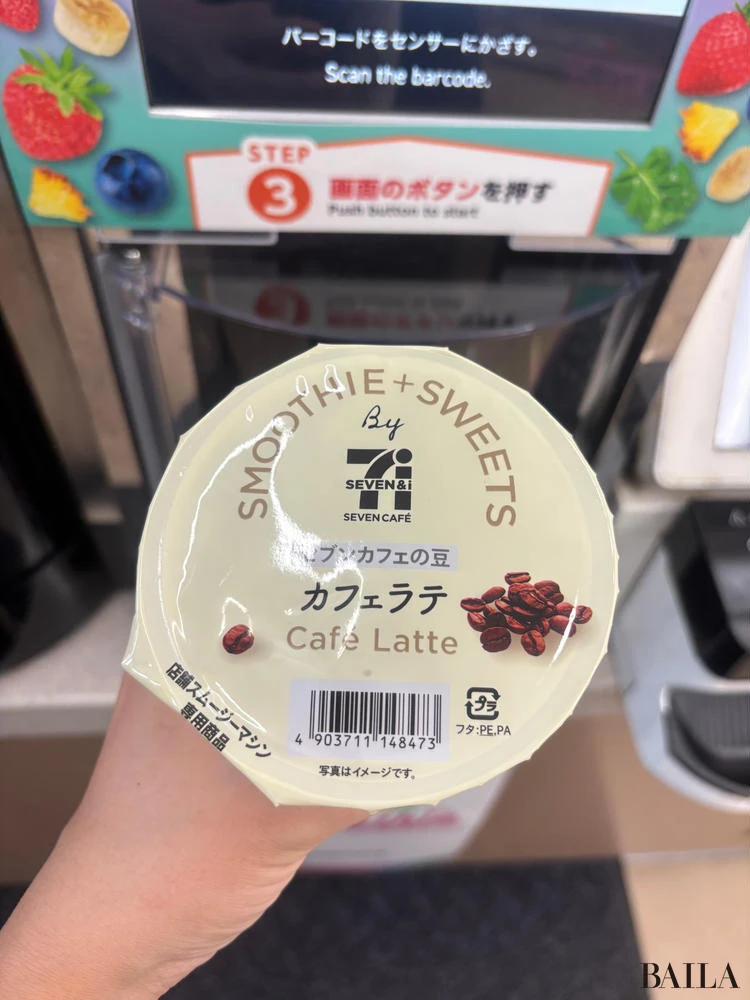 バーコードをセンサーにかざす。
Scan the barcode.
STEP
3
画面のボタンを押す
Push button to start
SMOOTHIE+SWEETS
By
SEVEN&i
SEVEN CAFÉ
セブンカフェの豆
カフェラテ
Café Latte
店舗スムージーマシン
専用商品
4 903711 148473
プラ
フタ:PE,PA
写真はイメージです。
BAILA